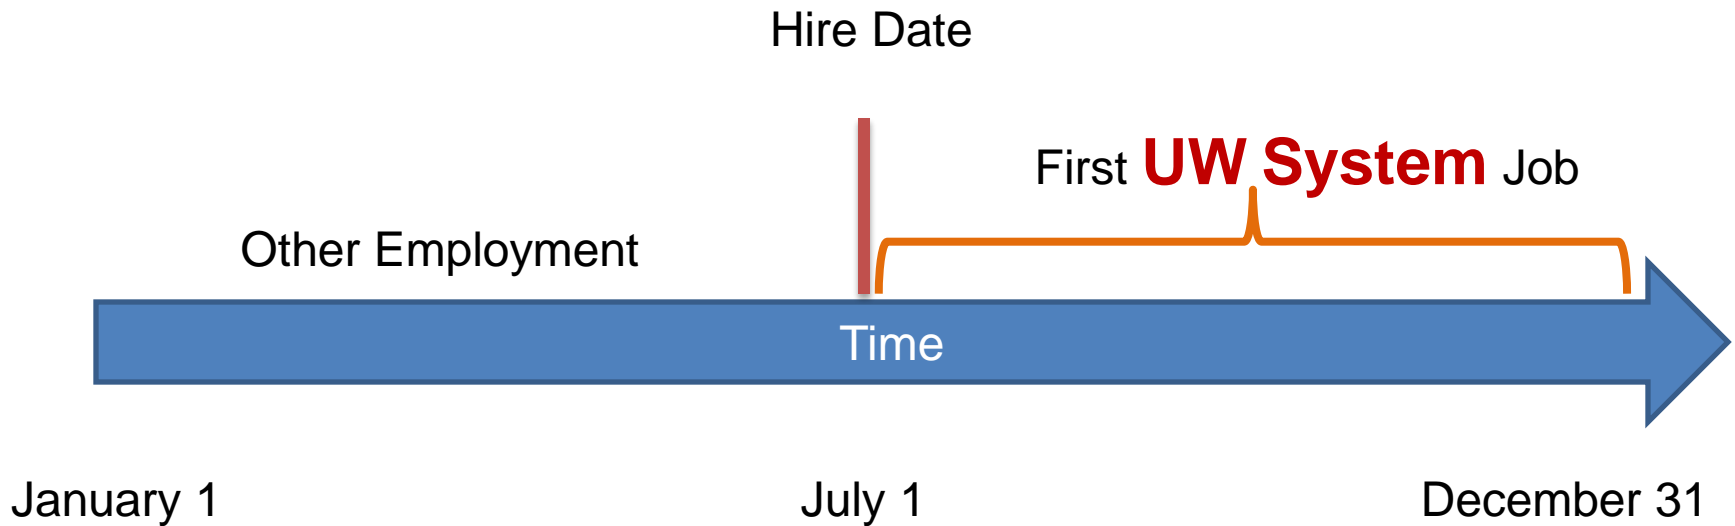 Hire Date
First UW System Job
Other Employment
Time
January 1
July 1
December 31